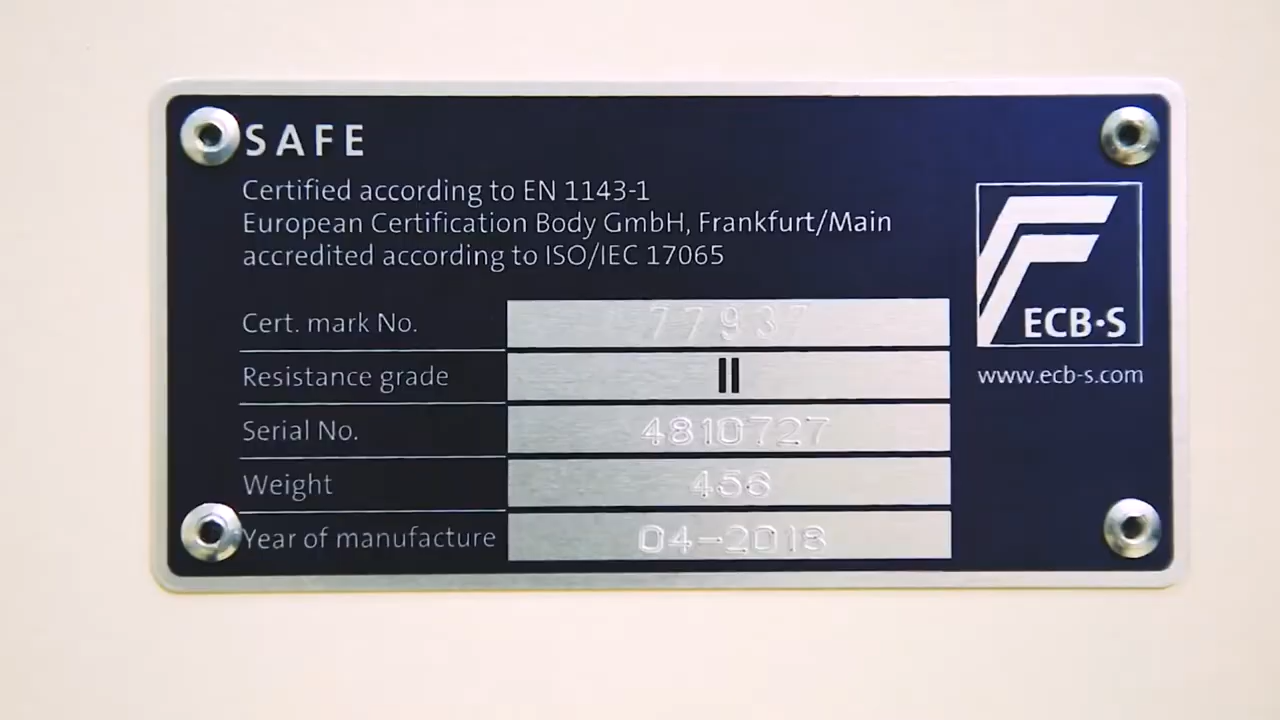 SAFE
Certified according to EN 1143-1
European Certification Body GmbH, Frankfurt/Main
accredited according to ISO/IEC 17065
Cert. mark No. 77937
Resistance grade II
Serial No. 4810727
Weight 456
Year of manufacture 04-2018
ECB·S
www.ecb-s.com